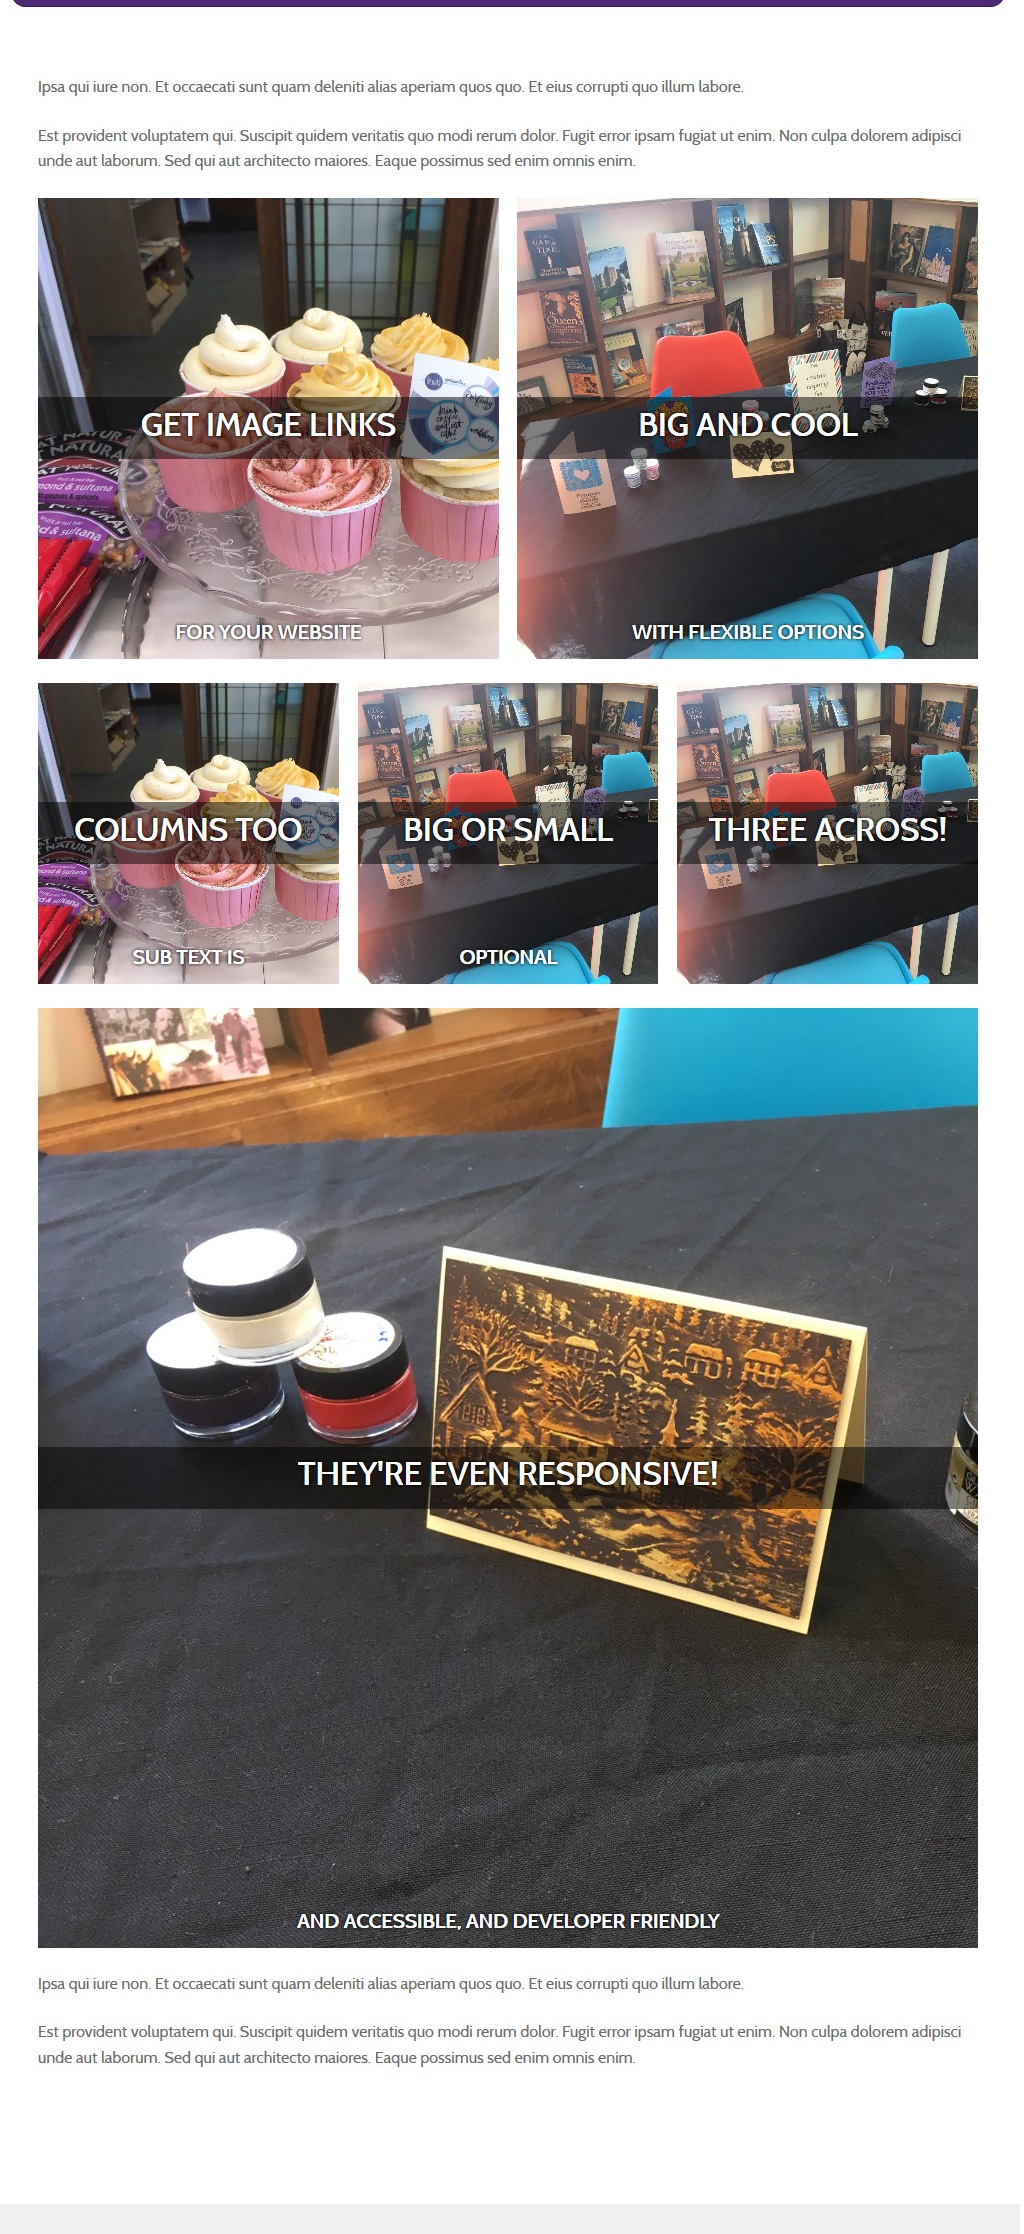 Ipsa qui iure non. Et occaecati sunt quam deleniti alias aperiam quos quo. Et eius corrupti quo illum labore.
Est provident voluptatem qui. Suscipit quidem veritatis quo modi rerum dolor. Fugit error ipsam fugiat ut enim. Non culpa dolorem adipisci
unde aut laborum. Sed qui aut architecto maiores. Eaque possimus sed enim omnis enim.
GET IMAGE LINKS
FOR YOUR WEBSITE
BIG AND COOL
WITH FLEXIBLE OPTIONS
COLUMNS TOO
SUB TEXT IS
BIG OR SMALL
OPTIONAL
THREE ACROSS!
THEY'RE EVEN RESPONSIVE!
AND ACCESSIBLE, AND DEVELOPER FRIENDLY
Ipsa qui iure non. Et occaecati sunt quam deleniti alias aperiam quos quo. Et eius corrupti quo illum labore.
Est provident voluptatem qui. Suscipit quidem veritatis quo modi rerum dolor. Fugit error ipsam fugiat ut enim. Non culpa dolorem adipisci
unde aut laborum. Sed qui aut architecto maiores. Eaque possimus sed enim omnis enim.